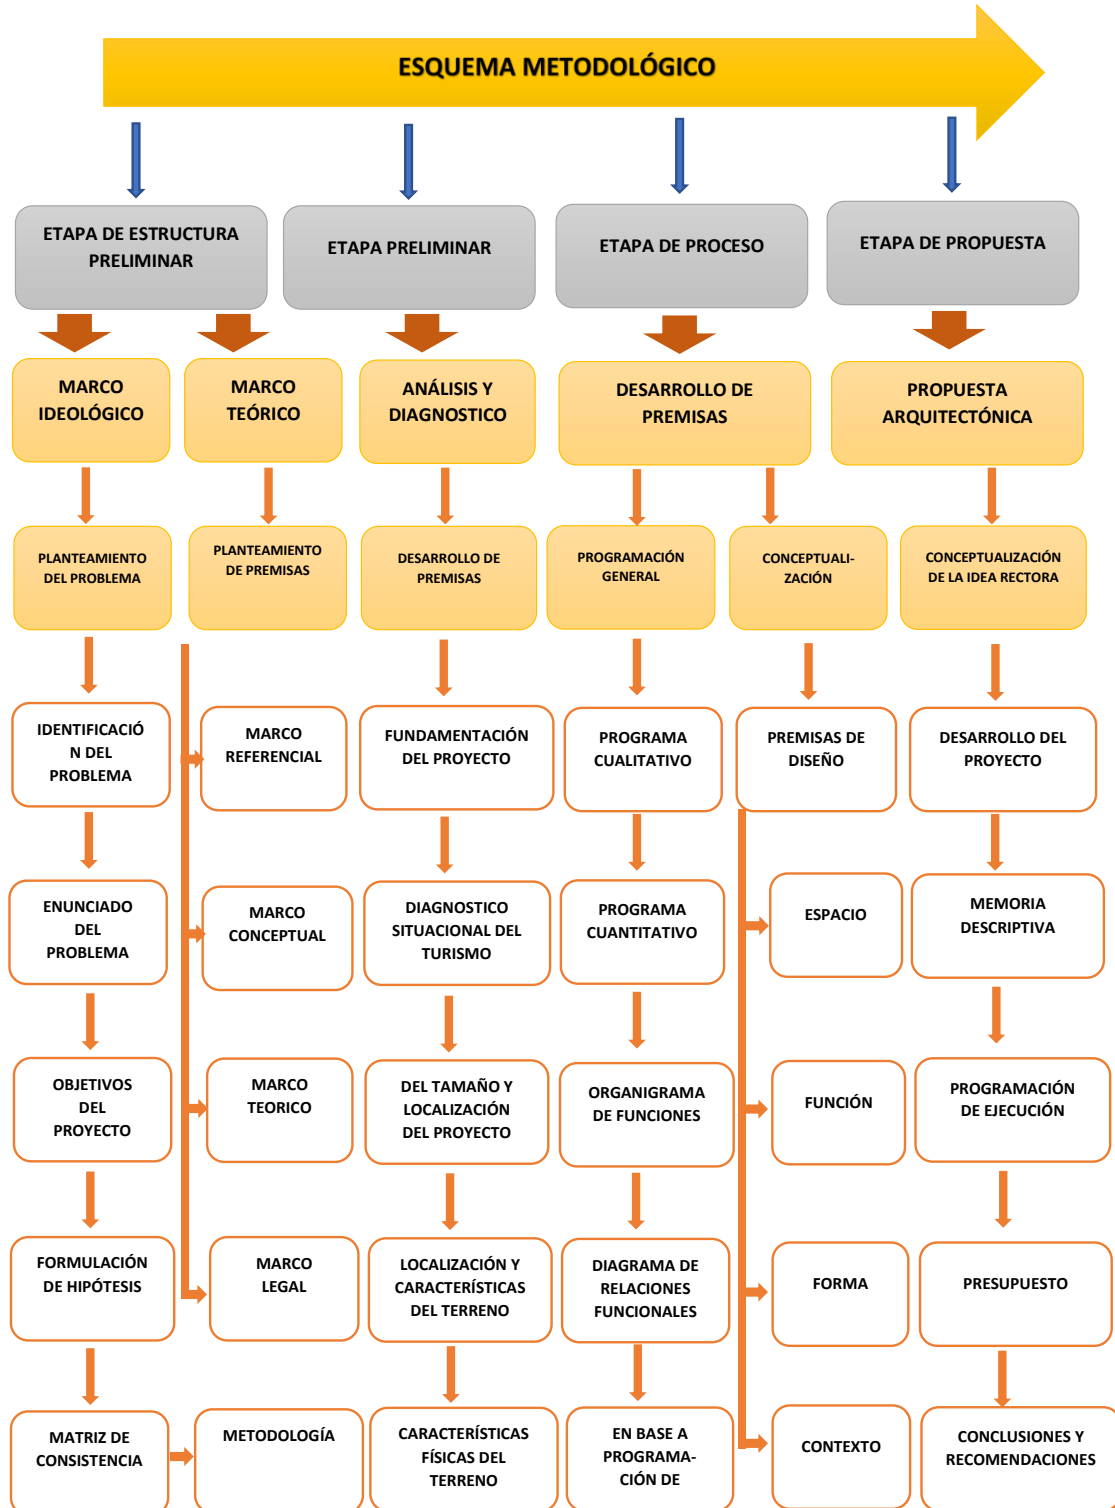 ESQUEMA METODOLÓGICO
ETAPA DE ESTRUCTURA
PRELIMINAR
ETAPA PRELIMINAR
ETAPA DE PROCESO
ETAPA DE PROPUESTA
MARCO
IDEOLÓGICO
MARCO
TEÓRICO
ANÁLISIS Y
DIAGNOSTICO
DESARROLLO DE
PREMISAS
PROPUESTA
ARQUITECTÓNICA
PLANTEAMIENTO
DEL PROBLEMA
PLANTEAMIENTO
DE PREMISAS
DESARROLLO DE
PREMISAS
PROGRAMACIÓN
GENERAL
CONCEPTUALI-
ZACIÓN
CONCEPTUALIZACIÓN
DE LA IDEA RECTORA
IDENTIFICACIÓ
N DEL
PROBLEMA
MARCO
REFERENCIAL
FUNDAMENTACIÓN
DEL PROYECTO
PROGRAMA
CUALITATIVO
PREMISAS DE
DISEÑO
DESARROLLO DEL
PROYECTO
ENUNCIADO
DEL
PROBLEMA
MARCO
CONCEPTUAL
DIAGNOSTICO
SITUACIONAL DEL
TURISMO
PROGRAMA
CUANTITATIVO
ESPACIO
MEMORIA
DESCRIPTIVA
OBJETIVOS
DEL
PROYECTO
MARCO
TEORICO
DEL TAMAÑO Y
LOCALIZACIÓN
DEL PROYECTO
ORGANIGRAMA
DE FUNCIONES
FUNCIÓN
PROGRAMACIÓN
DE EJECUCIÓN
FORMULACIÓN
DE HIPÓTESIS
MARCO
LEGAL
LOCALIZACIÓN Y
CARACTERÍSTICAS
DEL TERRENO
DIAGRAMA DE
RELACIONES
FUNCIONALES
FORMA
PRESUPUESTO
MATRIZ DE
CONSISTENCIA
METODOLOGÍA
CARACTERÍSTICAS
FÍSICAS DEL
TERRENO
EN BASE A
PROGRAMA-
CIÓN DE
CONTEXTO
CONCLUSIONES Y
RECOMENDACIONES